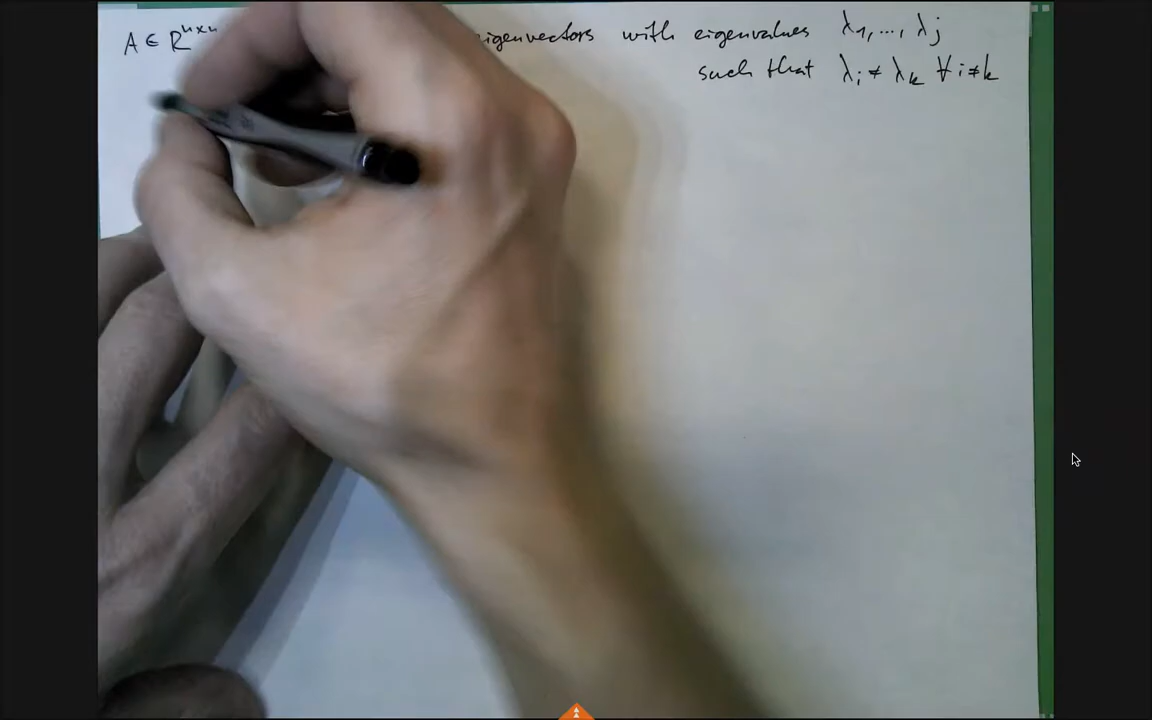 A ∈ R^{n×n} eigenvectors with eigenvalues λ₁,...,λⱼ
such that λᵢ ≠ λₖ ∀ i≠k